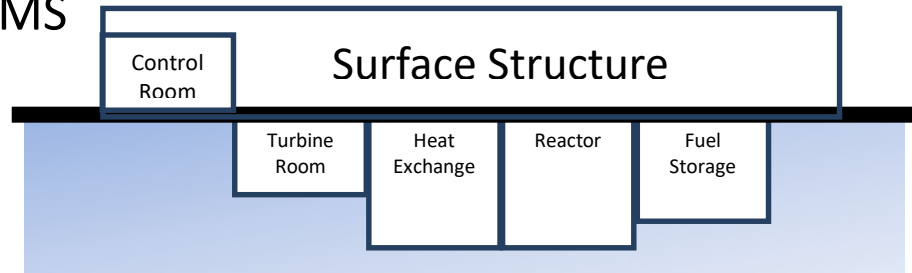 MS
Control
Room
Surface Structure
Turbine
Room
Heat
Exchange
Reactor
Fuel
Storage